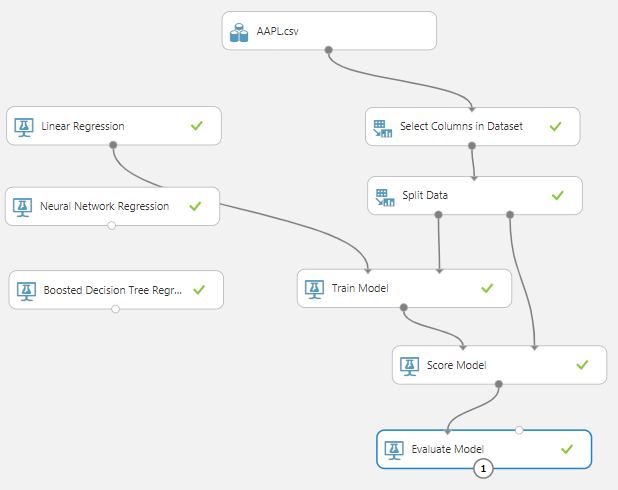 AAPL.csv
Linear Regression
Select Columns in Dataset
Neural Network Regression
Split Data
Boosted Decision Tree Regr...
Train Model
Score Model
Evaluate Model
1